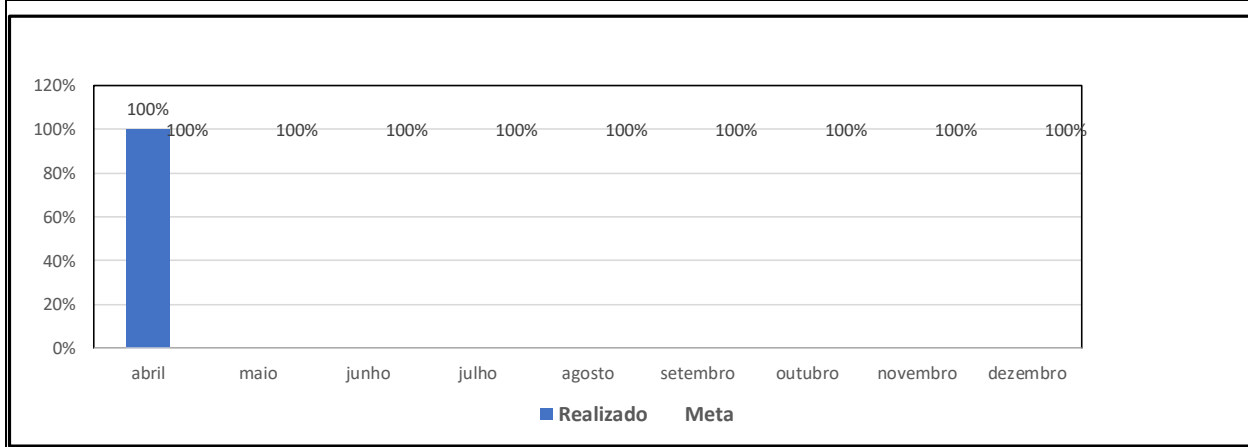 120%
100%
100% 100% 100% 100% 100% 100% 100% 100% 100% 100%
80%
60%
40%
20%
0%
abril maio junho julho agosto setembro outubro novembro dezembro
Realizado Meta